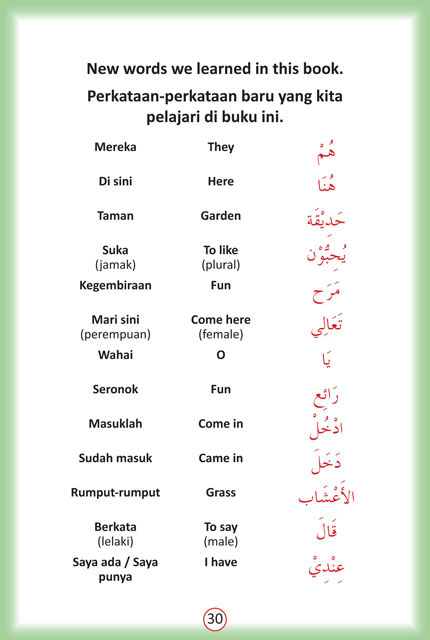 New words we learned in this book.
Perkataan-perkataan baru yang kita
pelajari di buku ini.
Mereka They هُمْ
Di sini Here هُنَا
Taman Garden حَدِيْقَة
Suka To like يُحِبُّوْن
(jamak) (plural)
Kegembiraan Fun مَرَح
Mari sini Come here تَعَالِي
(perempuan) (female)
Wahai O يَا
Seronok Fun رَائِع
Masuklah Come in ادْخُلْ
Sudah masuk Came in دَخَلَ
Rumput-rumput Grass الأَعْشَاب
Berkata To say قَالَ
(lelaki) (male)
Saya ada / Saya I have عِنْدِيْ
punya
30